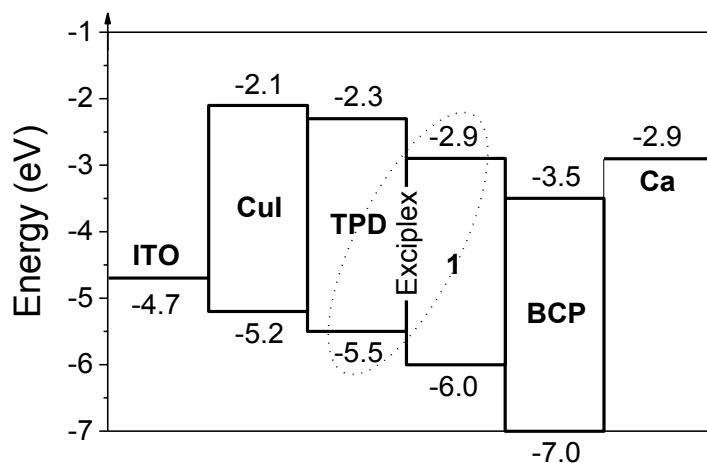 -1
-2
-3
-4
-5
-6
-7
Energy (eV)
ITO
-4.7
-2.1
CuI
-5.2
-2.3
TPD
-5.5
Exciplex
-2.9
1
-6.0
-3.5
BCP
-7.0
-2.9
Ca